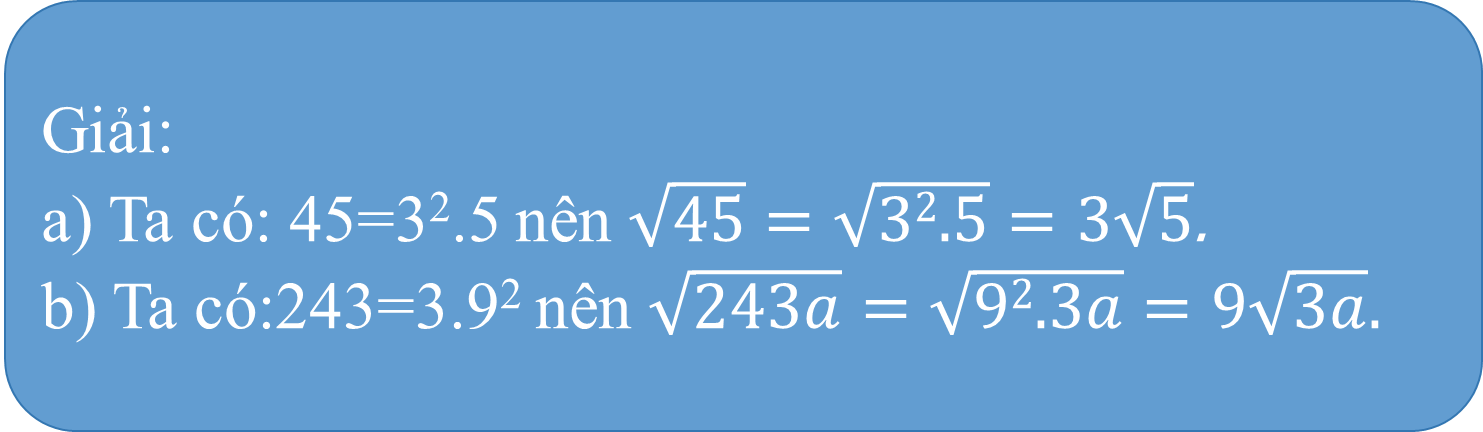 Giải:
a) Ta có: 45=3².5 nên √45 = √3².5 = 3√5.
b) Ta có:243=3.9² nên √243a = √9².3a = 9√3a.